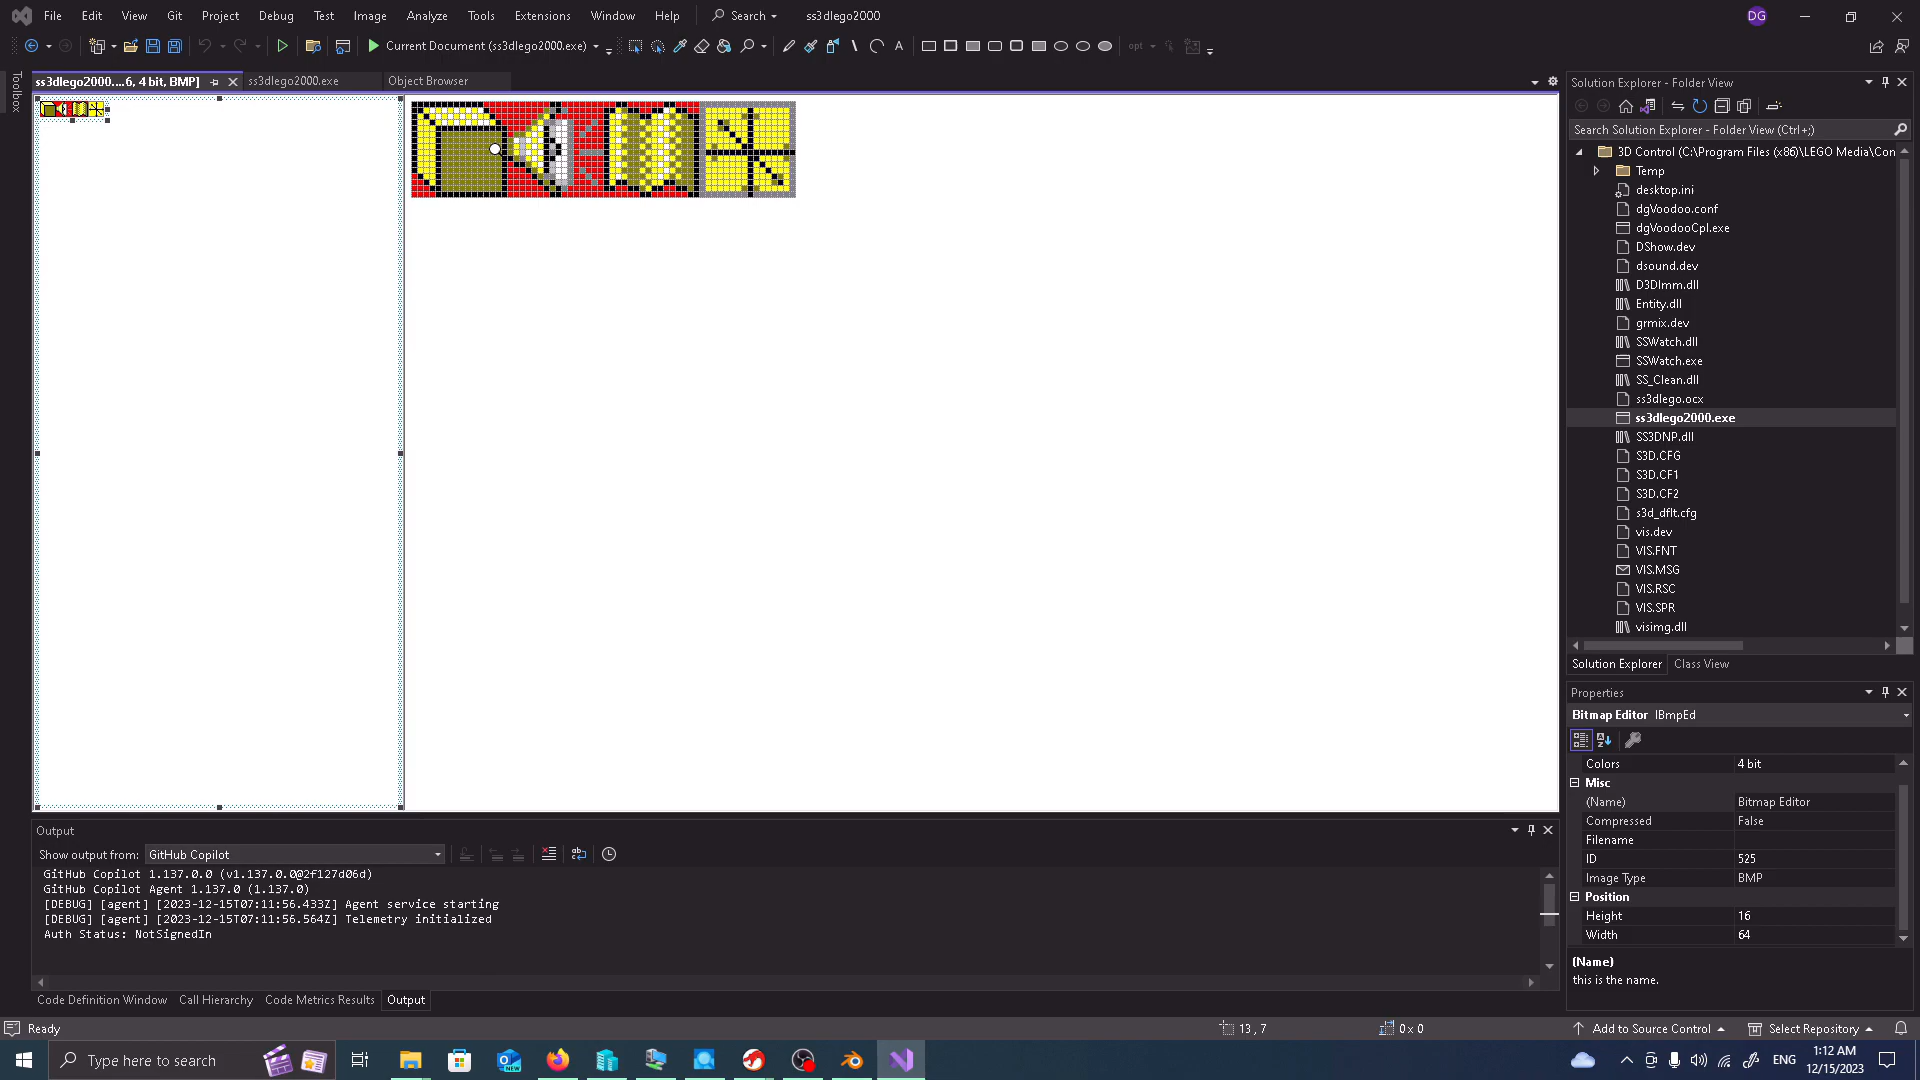 File Edit View Git Project Debug Test Image Analyze Tools Extensions Window Help Search ss3dlego2000 DG
Current Document (ss3dlego2000.exe) A opt
Toolbox
ss3dlego2000....6, 4 bit, BMP] ss3dlego2000.exe Object Browser
Solution Explorer - Folder View
Search Solution Explorer - Folder View (Ctrl+;)
3D Control (C:\Program Files (x86)\LEGO Media\Con
Temp
desktop.ini
dgVoodoo.conf
dgVoodooCpl.exe
DShow.dev
dsound.dev
D3DImm.dll
Entity.dll
grmix.dev
SSWatch.dll
SSWatch.exe
SS_Clean.dll
ss3dlego.ocx
ss3dlego2000.exe
SS3DNP.dll
S3D.CFG
S3D.CF1
S3D.CF2
s3d_dflt.cfg
vis.dev
VIS.FNT
VIS.MSG
VIS.RSC
VIS.SPR
visimg.dll
Solution Explorer Class View
Properties
Bitmap Editor IBmpEd
Colors 4 bit
Misc
(Name) Bitmap Editor
Compressed False
Filename
ID 525
Image Type BMP
Position
Height 16
Width 64
(Name)
this is the name.
Output
Show output from: GitHub Copilot
GitHub Copilot 1.137.0.0 (v1.137.0.0@2f127d06d)
GitHub Copilot Agent 1.137.0 (1.137.0)
[DEBUG] [agent] [2023-12-15T07:11:56.433Z] Agent service starting
[DEBUG] [agent] [2023-12-15T07:11:56.564Z] Telemetry initialized
Auth Status: NotSignedIn
Code Definition Window Call Hierarchy Code Metrics Results Output
Ready 13 , 7 0 x 0 Add to Source Control Select Repository
Type here to search NEW ENG 1:12 AM
12/15/2023